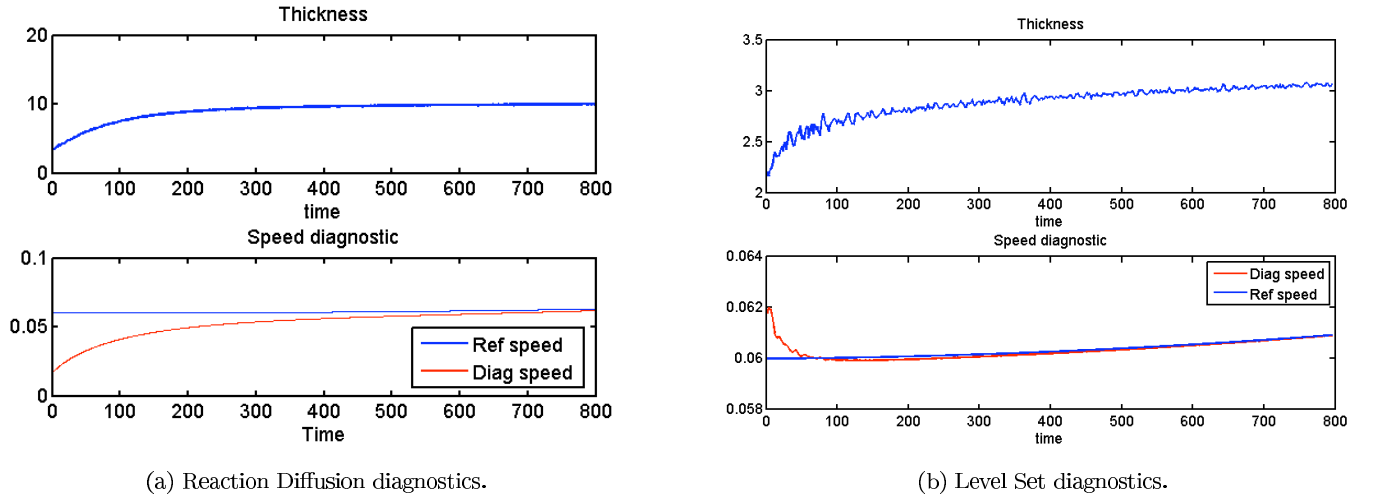 Thickness
20
10
0
0 100 200 300 400 500 600 700 800
time
Speed diagnostic
0.1
0.05
0
Ref speed
Diag speed
0 100 200 300 400 500 600 700 800
Time
(a) Reaction Diffusion diagnostics.
Thickness
3.5
3
2.5
2
0 100 200 300 400 500 600 700 800
time
Speed diagnostic
0.064
0.062
0.06
0.058
Diag speed
Ref speed
0 100 200 300 400 500 600 700 800
time
(b) Level Set diagnostics.